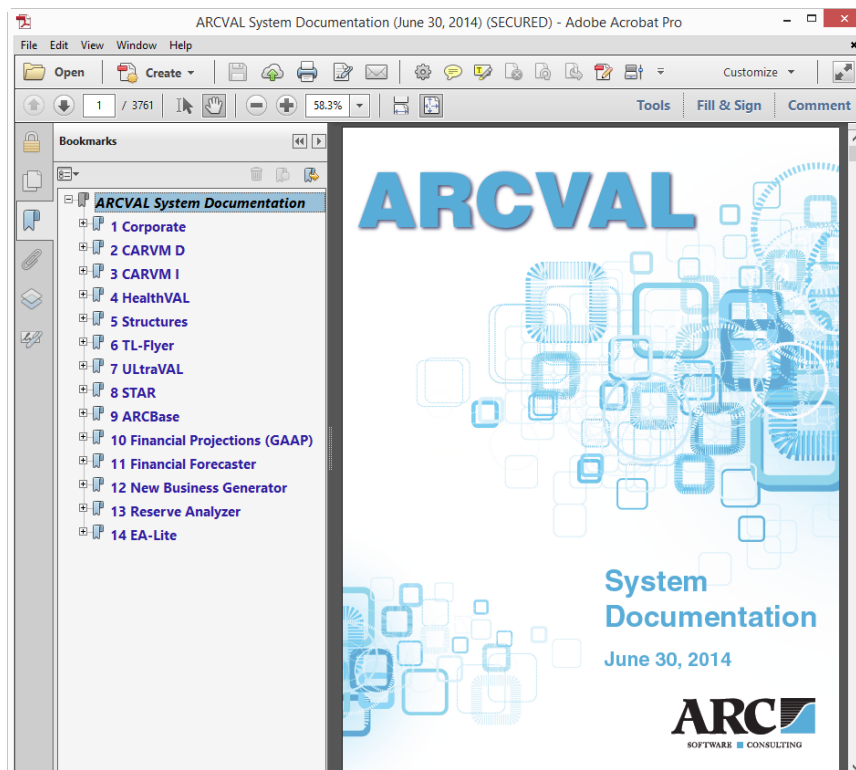 ARCVAL System Documentation (June 30, 2014) (SECURED) - Adobe Acrobat Pro
File Edit View Window Help
Open Create Customize
1 / 3761 58.3% Tools Fill & Sign Comment
Bookmarks
ARCVAL System Documentation
1 Corporate
2 CARVM D
3 CARVM I
4 HealthVAL
5 Structures
6 TL-Flyer
7 ULtraVAL
8 STAR
9 ARCBase
10 Financial Projections (GAAP)
11 Financial Forecaster
12 New Business Generator
13 Reserve Analyzer
14 EA-Lite
ARCVAL
System
Documentation
June 30, 2014
ARC
SOFTWARE CONSULTING